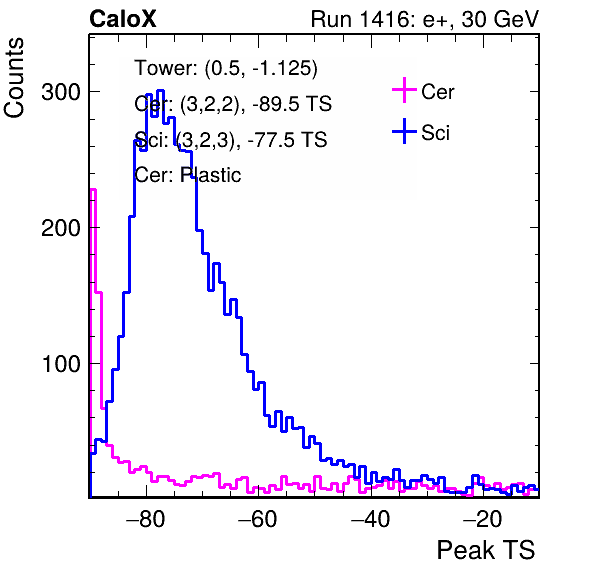 CaloX Run 1416: e+, 30 GeV
Counts
Tower: (0.5, -1.125)
Cer: (3,2,2), -89.5 TS
Sci: (3,2,3), -77.5 TS
Cer: Plastic
Cer
Sci
300
200
100
−80 −60 −40 −20
Peak TS